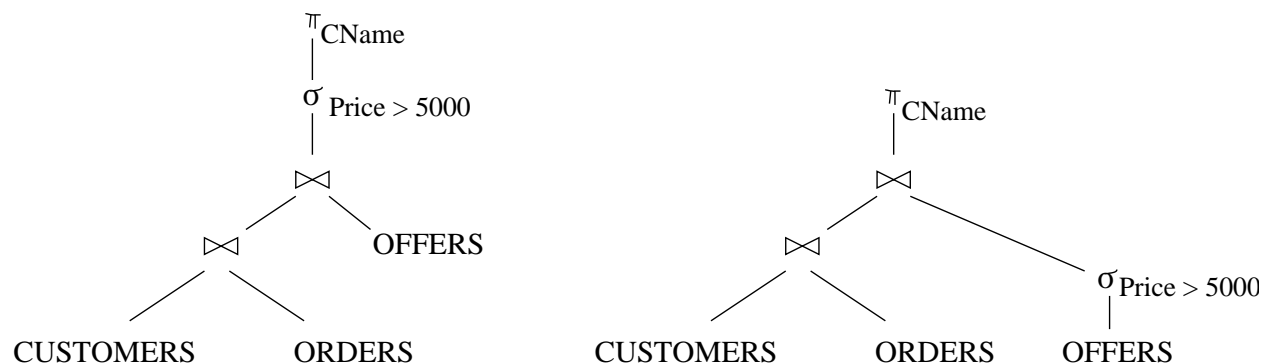 π CName
σ Price > 5000
π CName
⋈
⋈
⋈
OFFERS
⋈
σ Price > 5000
CUSTOMERS ORDERS
CUSTOMERS ORDERS OFFERS